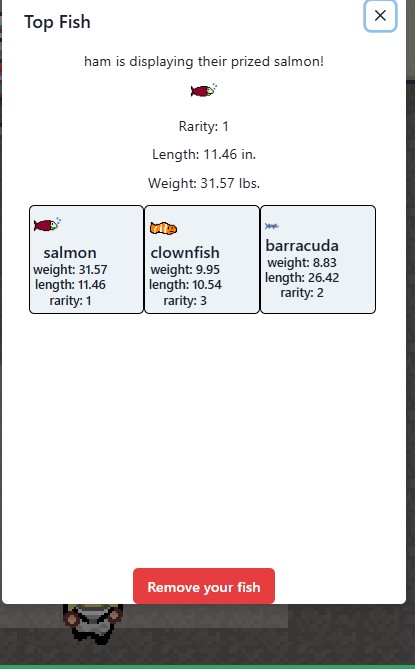 Top Fish
ham is displaying their prized salmon!
Rarity: 1
Length: 11.46 in.
Weight: 31.57 lbs.
salmon
weight: 31.57
length: 11.46
rarity: 1
clownfish
weight: 9.95
length: 10.54
rarity: 3
barracuda
weight: 8.83
length: 26.42
rarity: 2
Remove your fish